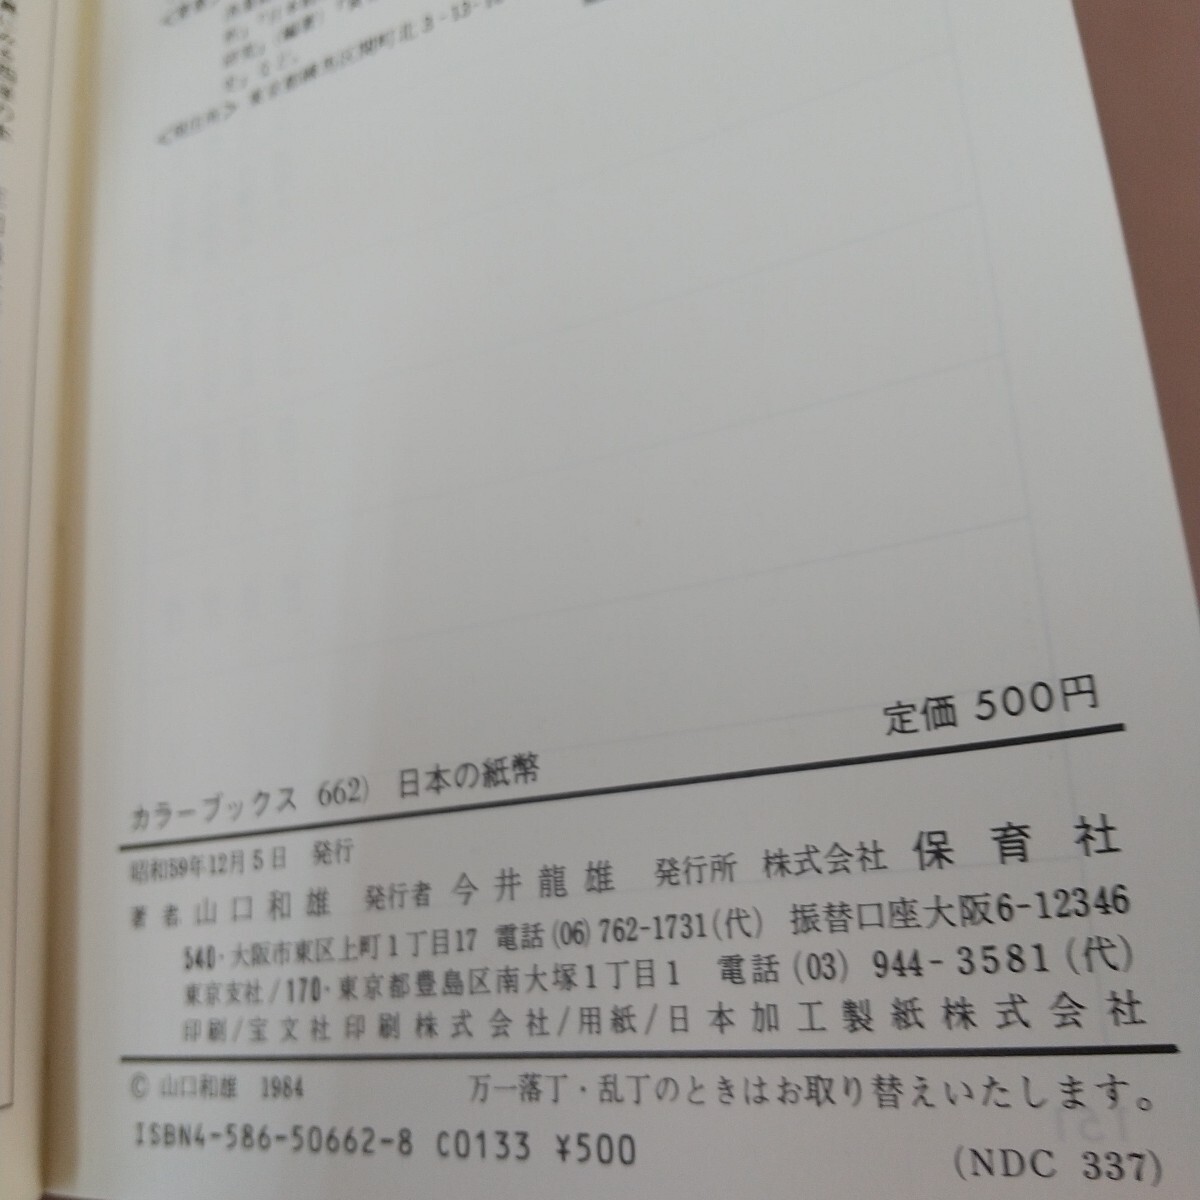 定価 500円
カラーブックス 662) 日本の紙幣
昭和59年12月5日 発行
著者 山口和雄 発行者 今井龍雄 発行所 株式会社 保育社
540・大阪市東区上町1丁目17 電話(06)762-1731(代) 振替口座大阪6-12346
東京支社/170・東京都豊島区南大塚1丁目1 電話(03) 944-3581(代)
印刷/宝文社印刷株式会社/用紙/日本加工製紙株式会社
© 山口和雄 1984 万一落丁・乱丁のときはお取り替えいたします。
ISBN4-586-50662-8 C0133 ¥500
(NDC 337)